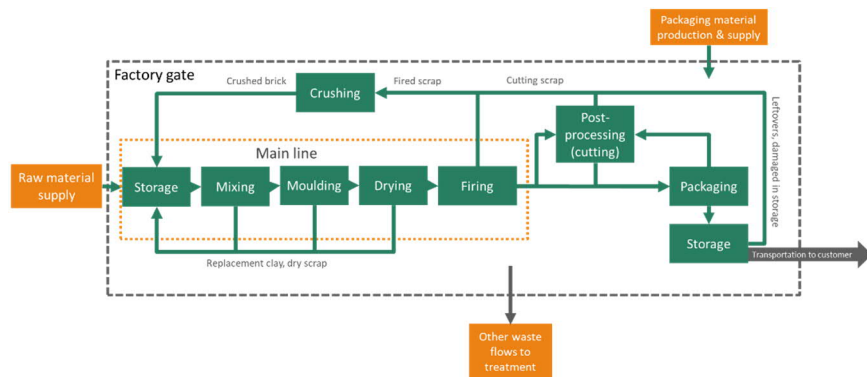 Packaging material
production & supply
Factory gate
Crushed brick
Crushing
Fired scrap
Cutting scrap
Post-
processing
(cutting)
Leftovers, damaged in storage
Main line
Raw material
supply
Storage
Mixing
Moulding
Drying
Firing
Packaging
Storage
Transportation to customer
Replacement clay, dry scrap
Other waste
flows to
treatment